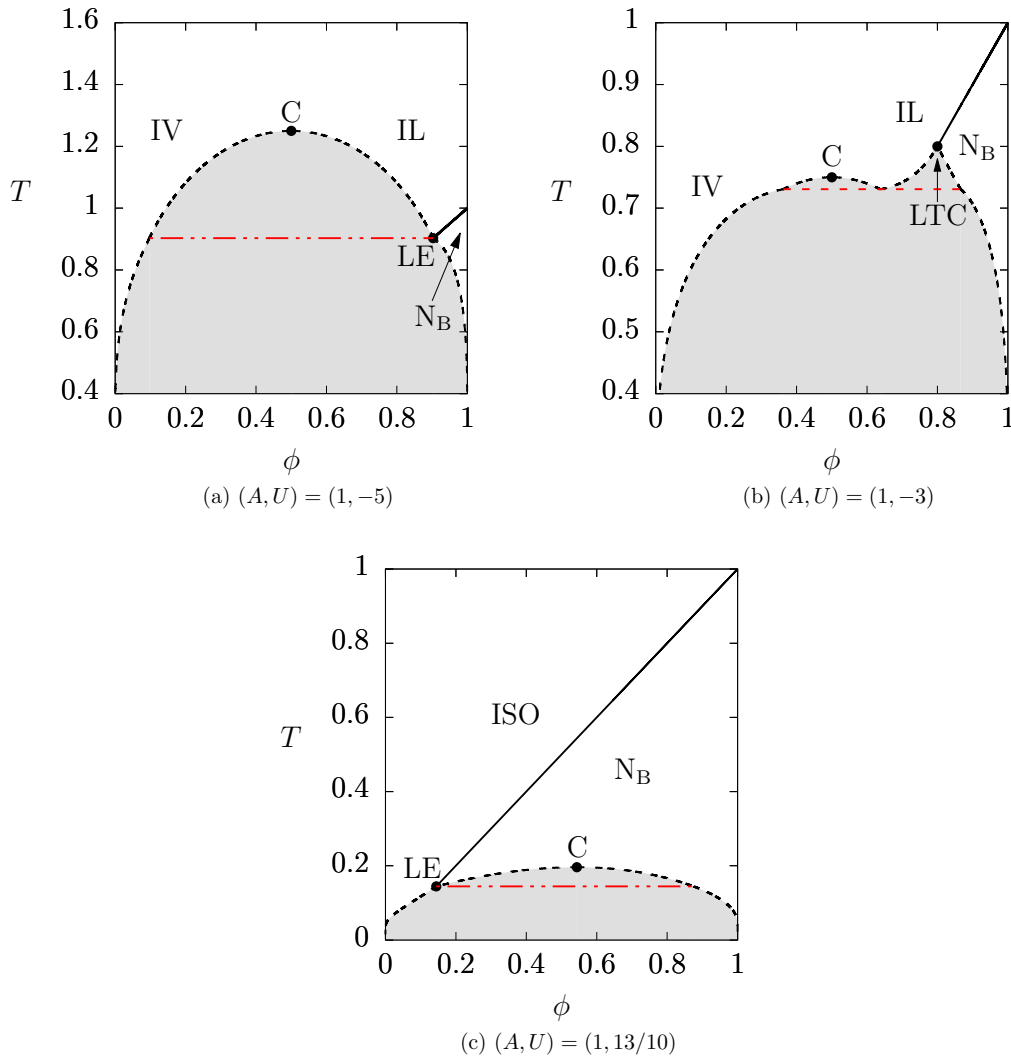 1.6
1.4
1.2
1
0.8
0.6
0.4
T
IV
C
IL
LE
N_B
0 0.2 0.4 0.6 0.8 1
ϕ
(a) (A, U) = (1, −5)
1
0.9
0.8
0.7
0.6
0.5
0.4
T
IV
C
IL
N_B
LTC
0 0.2 0.4 0.6 0.8 1
ϕ
(b) (A, U) = (1, −3)
1
0.8
0.6
0.4
0.2
0
T
ISO
N_B
LE
C
0 0.2 0.4 0.6 0.8 1
ϕ
(c) (A, U) = (1, 13/10)